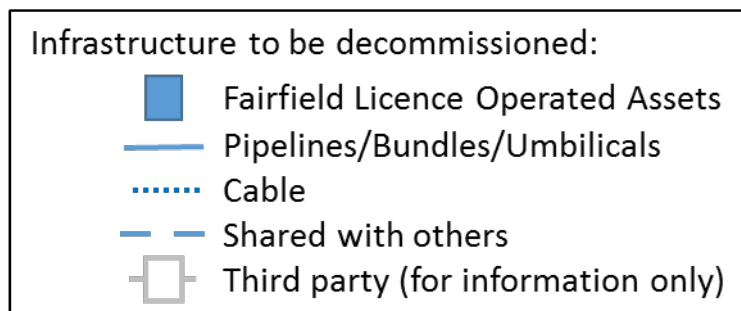 Infrastructure to be decommissioned:
Fairfield Licence Operated Assets
Pipelines/Bundles/Umbilicals
Cable
Shared with others
Third party (for information only)